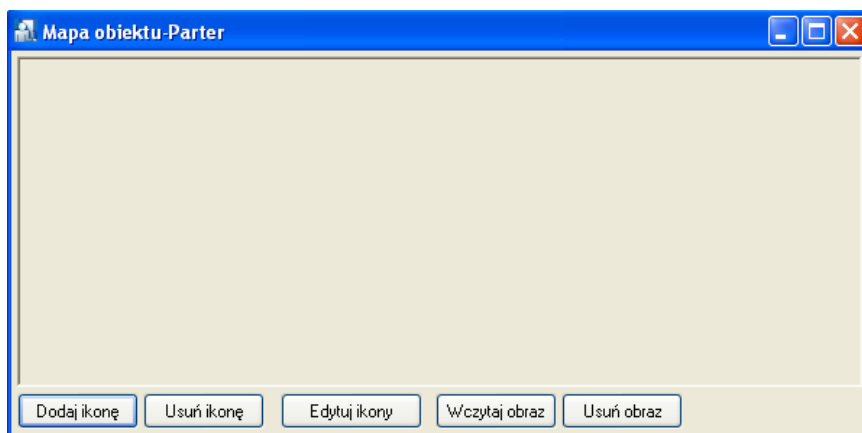 Mapa obiektu-Parter
Dodaj ikonę Usuń ikonę Edytuj ikony Wczytaj obraz Usuń obraz